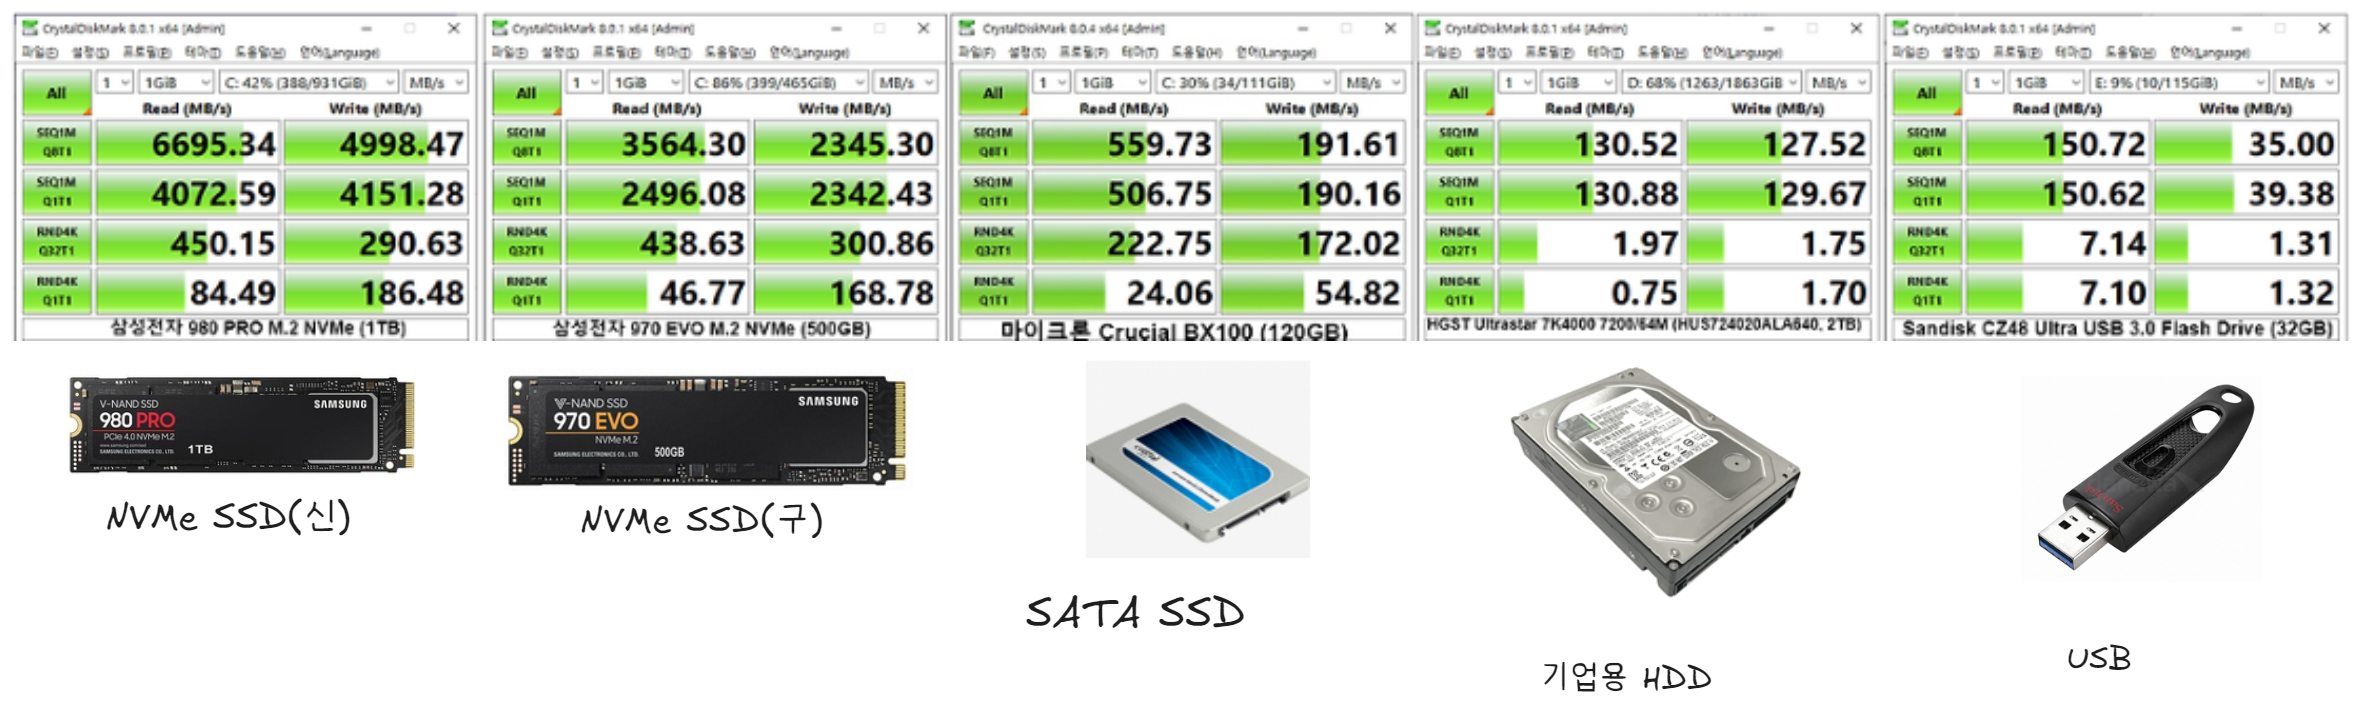 CrystalDiskMark 8.0.1 x64 [Admin]
파일(F) 설정(S) 프로필(P) 테마(T) 도움말(H) 언어(Language)
All 1 1GiB C: 42% (388/931GiB) MB/s
Read (MB/s) Write (MB/s)
SEQ1M Q8T1 6695.34 4998.47
SEQ1M Q1T1 4072.59 4151.28
RND4K Q32T1 450.15 290.63
RND4K Q1T1 84.49 186.48
삼성전자 980 PRO M.2 NVMe (1TB)
CrystalDiskMark 8.0.1 x64 [Admin]
파일(F) 설정(S) 프로필(P) 테마(T) 도움말(H) 언어(Language)
All 1 1GiB C: 86% (399/465GiB) MB/s
Read (MB/s) Write (MB/s)
SEQ1M Q8T1 3564.30 2345.30
SEQ1M Q1T1 2496.08 2342.43
RND4K Q32T1 438.63 300.86
RND4K Q1T1 46.77 168.78
삼성전자 970 EVO M.2 NVMe (500GB)
CrystalDiskMark 8.0.4 x64 [Admin]
파일(F) 설정(S) 프로필(P) 테마(T) 도움말(H) 언어(Language)
All 1 1GiB C: 30% (34/111GiB) MB/s
Read (MB/s) Write (MB/s)
SEQ1M Q8T1 559.73 191.61
SEQ1M Q1T1 506.75 190.16
RND4K Q32T1 222.75 172.02
RND4K Q1T1 24.06 54.82
마이크론 Crucial BX100 (120GB)
CrystalDiskMark 8.0.1 x64 [Admin]
파일(F) 설정(S) 프로필(P) 테마(T) 도움말(H) 언어(Language)
All 1 1GiB D: 68% (1263/1863GiB MB/s
Read (MB/s) Write (MB/s)
SEQ1M Q8T1 130.52 127.52
SEQ1M Q1T1 130.88 129.67
RND4K Q32T1 1.97 1.75
RND4K Q1T1 0.75 1.70
HGST Ultrastar 7K4000 7200/64M (HUS724020ALA640, 2TB)
CrystalDiskMark 8.0.1 x64 [Admin]
파일(F) 설정(S) 프로필(P) 테마(T) 도움말(H) 언어(Language)
All 1 1GiB E: 9% (10/115GiB) MB/s
Read (MB/s) Write (MB/s)
SEQ1M Q8T1 150.72 35.00
SEQ1M Q1T1 150.62 39.38
RND4K Q32T1 7.14 1.31
RND4K Q1T1 7.10 1.32
Sandisk CZ48 Ultra USB 3.0 Flash Drive (32GB)
V-NAND SSD
980 PRO
PCIe 4.0 NVMe M.2
www.samsung.com/ssd
SAMSUNG ELECTRONICS CO., LTD.
1TB
SAMSUNG
NVMe SSD(신)
V-NAND SSD
970 EVO
NVMe M.2
SAMSUNG ELECTRONICS CO., LTD.
500GB
SAMSUNG
NVMe SSD(구)
crucial
SATA SSD
기업용 HDD
SanDisk
USB